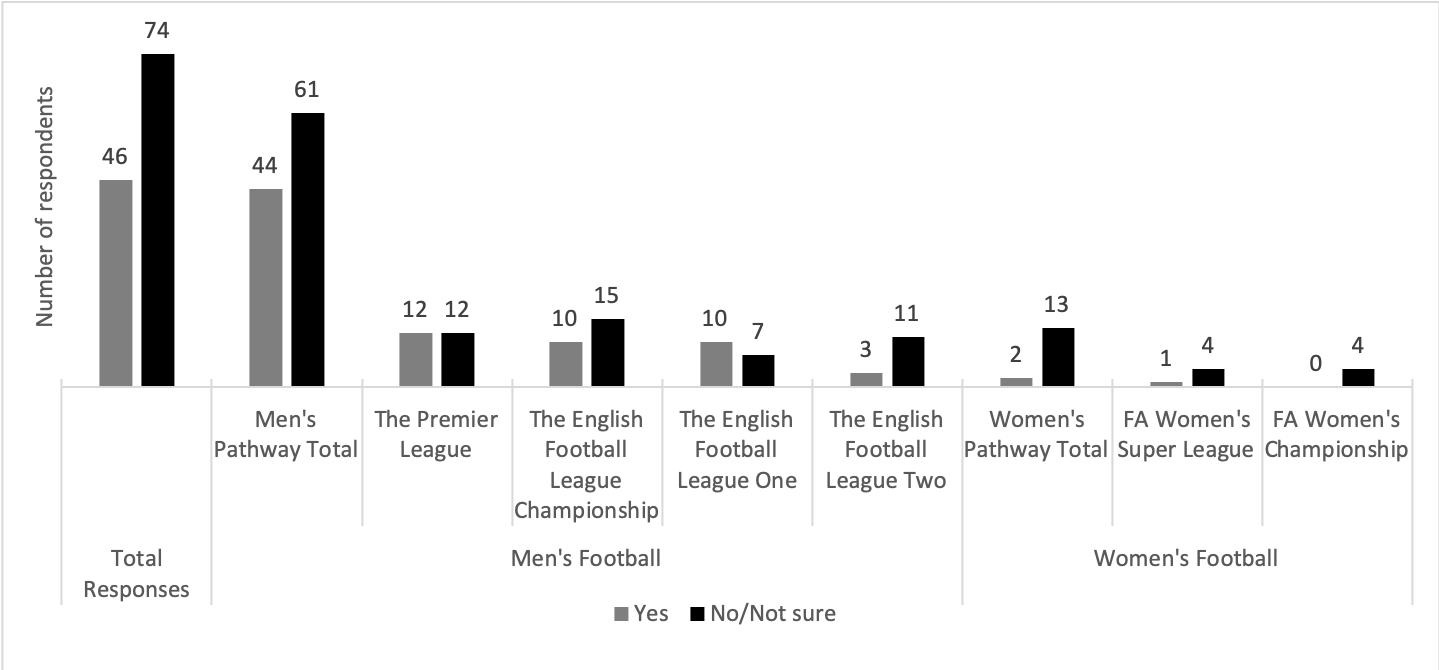 Number of respondents
46
74
44
61
12
12
10
15
10
7
3
11
2
13
1
4
0
4
Men's
Pathway Total
The Premier
League
The English
Football
League
Championship
The English
Football
League One
The English
Football
League Two
Women's
Pathway Total
FA Women's
Super League
FA Women's
Championship
Total
Responses
Men's Football
Women's Football
Yes
No/Not sure